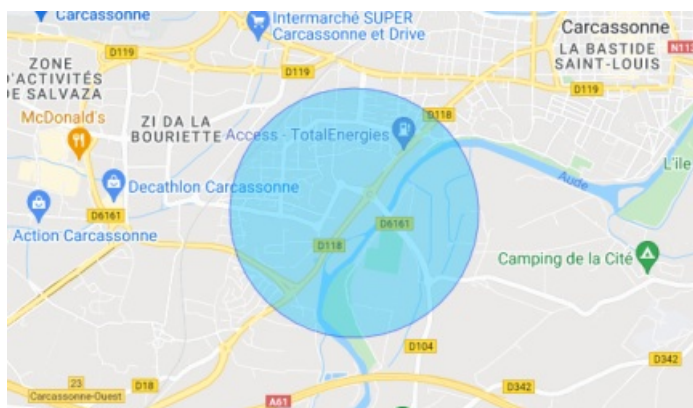 Carcassonne
Intermarché SUPER
Carcassonne et Drive
Carcassonne
D119
N113
ZONE
D'ACTIVITÉS
DE SALVAZA
LA BASTIDE
SAINT-LOUIS
D119
D119
McDonald's
ZI DA LA
BOURIETTE
D118
Access - TotalEnergies
L'île
Aude
Decathlon Carcassonne
D6161
D6161
Action Carcassonne
D118
Camping de la Cité
D104
D342
23
Carcassonne-Ouest
D18
D342
A61